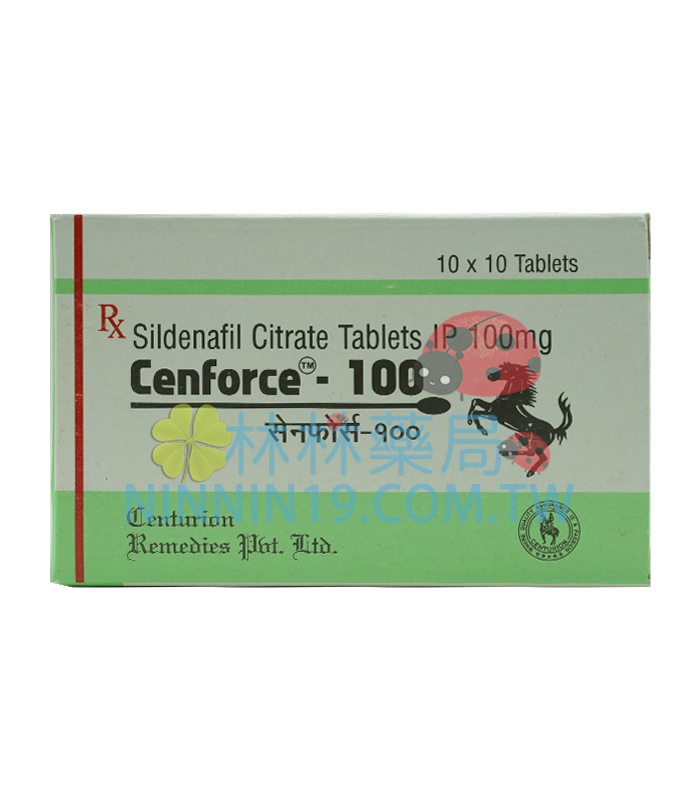 10 x 10 Tablets
Rx Sildenafil Citrate Tablets IP 100mg
Cenforce™- 100
सेनफोर्स-१००
林林藥局
NINNIN19.COM.TW
Centurion
Remedies Pvt. Ltd.
CENTURION